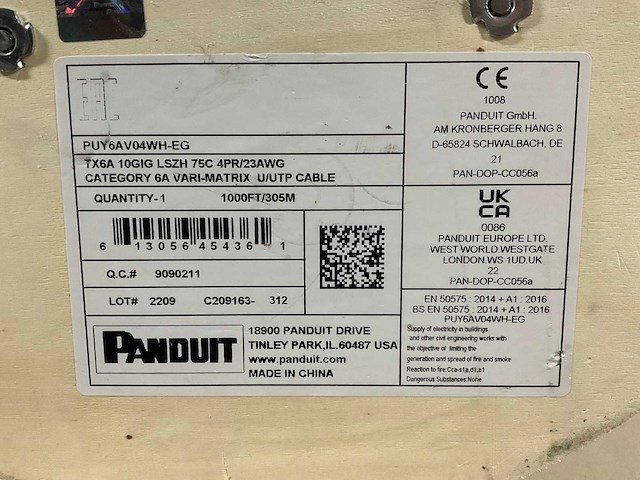 EAC
PUY6AV04WH-EG
TX6A 10GIG LSZH 75C 4PR/23AWG
CATEGORY 6A VARI-MATRIX U/UTP CABLE
QUANTITY-1 1000FT/305M
6 13056 45436 1
Q.C.# 9090211
LOT# 2209 C209163- 312
PANDUIT
18900 PANDUIT DRIVE
TINLEY PARK,IL.60487 USA
www.panduit.com
MADE IN CHINA
CE
1008
PANDUIT GmbH.
AM KRONBERGER HANG 8
D-65824 SCHWALBACH, DE
21
PAN-DOP-CC056a
UK
CA
0086
PANDUIT EUROPE LTD.
WEST WORLD.WESTGATE
LONDON.WS 1UD.UK
22
PAN-DOP-CC056a
EN 50575 : 2014 + A1 : 2016
BS EN 50575 : 2014 + A1 : 2016
PUY6AV04WH-EG
Supply of electricity in buildings
and other civil engineering works with
the objective of limiting the
generation and spread of fire and smoke
Reaction to fire:Cca-s1a,d1,a1
Dangerous Substances:None